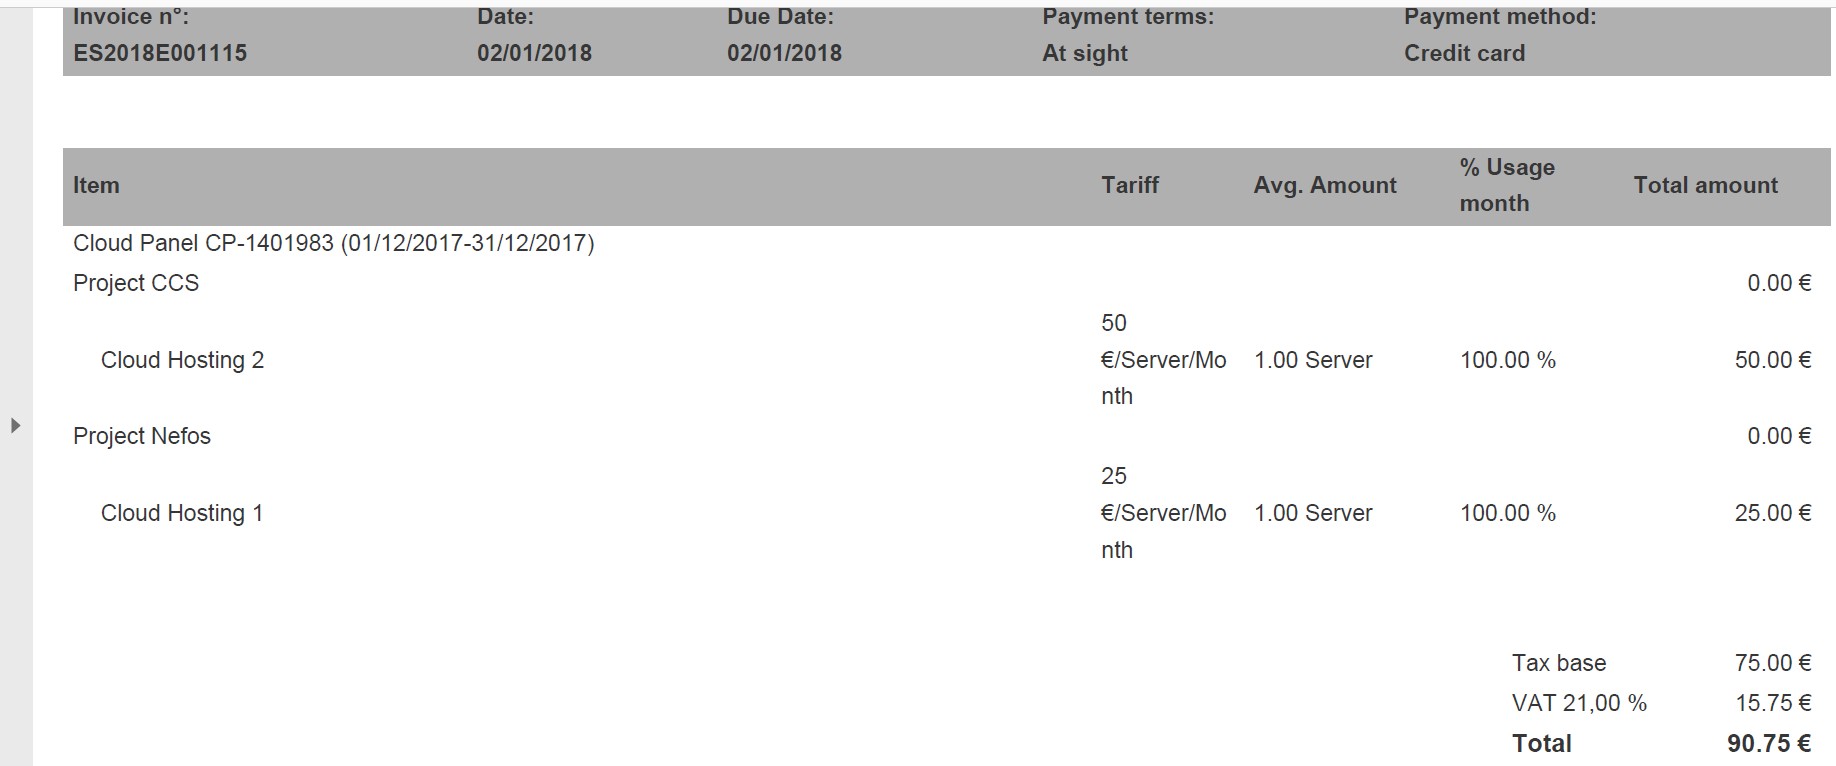 Invoice n°: Date: Due Date: Payment terms: Payment method:
ES2018E001115 02/01/2018 02/01/2018 At sight Credit card
Item Tariff Avg. Amount % Usage month Total amount
Cloud Panel CP-1401983 (01/12/2017-31/12/2017)
Project CCS 0.00 €
50
Cloud Hosting 2 €/Server/Mo 1.00 Server 100.00 % 50.00 €
nth
Project Nefos 0.00 €
25
Cloud Hosting 1 €/Server/Mo 1.00 Server 100.00 % 25.00 €
nth
Tax base 75.00 €
VAT 21,00 % 15.75 €
Total 90.75 €